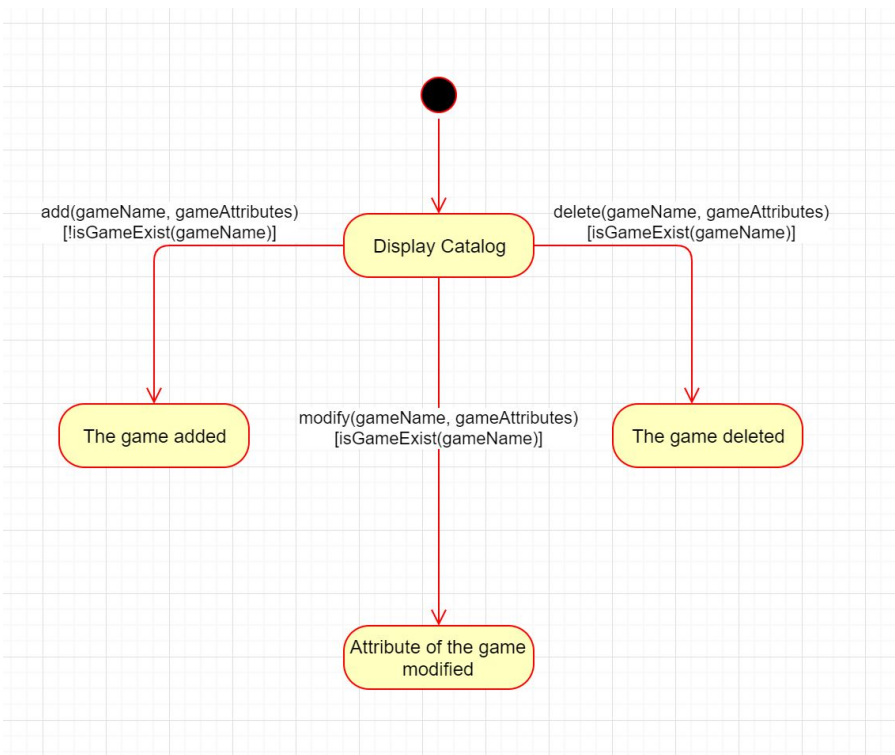 add(gameName, gameAttributes)
[!isGameExist(gameName)]
delete(gameName, gameAttributes)
[isGameExist(gameName)]
Display Catalog
The game added
modify(gameName, gameAttributes)
[isGameExist(gameName)]
The game deleted
Attribute of the game
modified